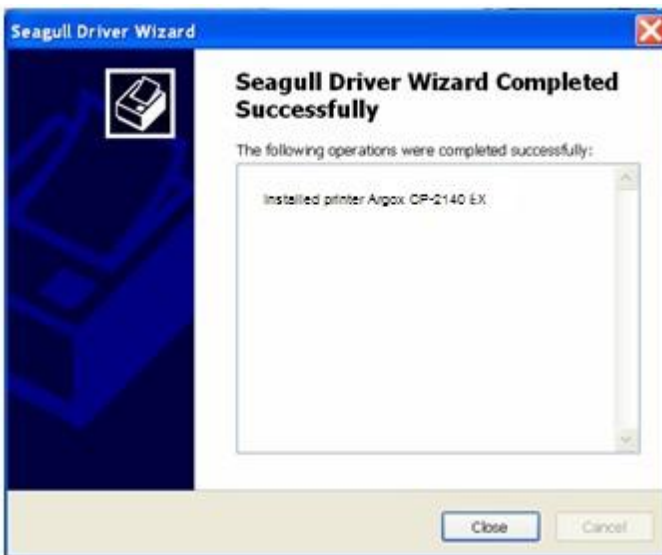 Seagull Driver Wizard
Seagull Driver Wizard Completed
Successfully
The following operations were completed successfully:
Installed printer Argox CP-2140 EX
Close
Cancel